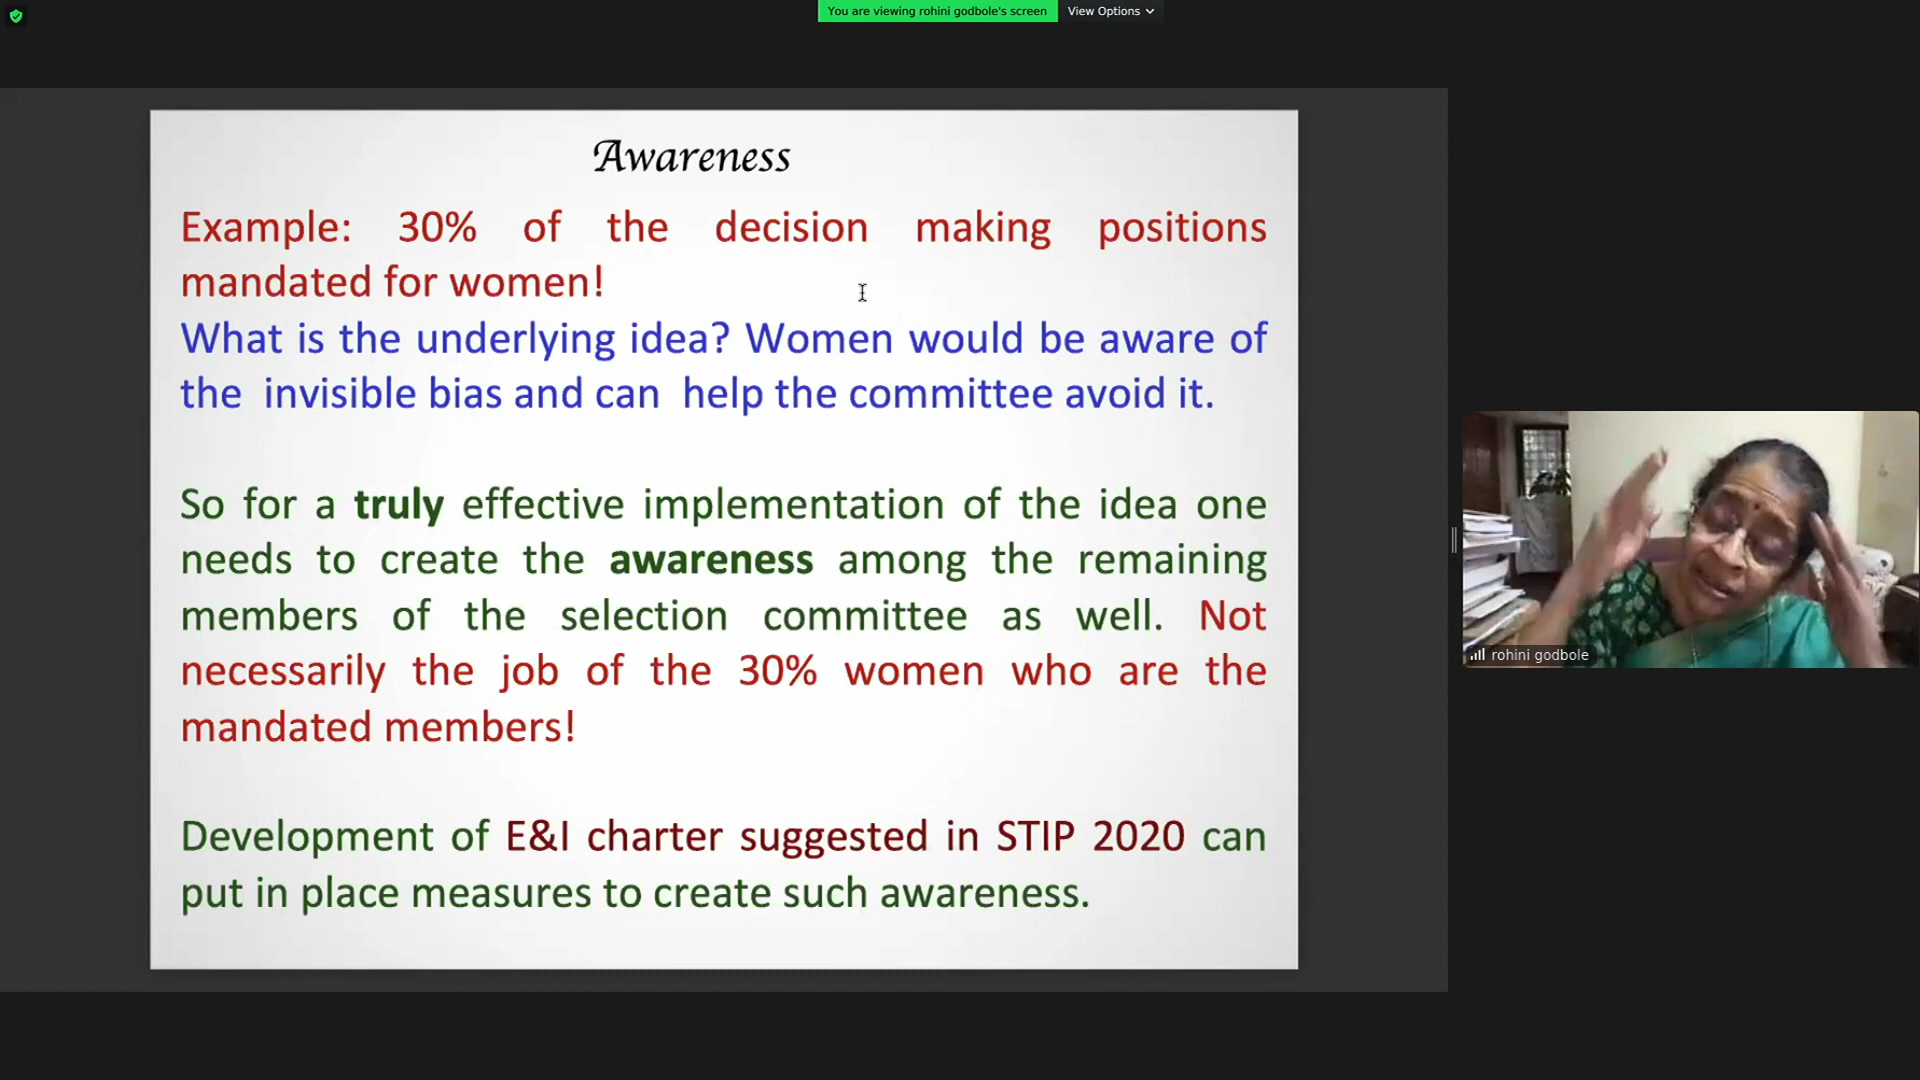 You are viewing rohini godbole's screen
View Options
Awareness
Example: 30% of the decision making positions
mandated for women!
What is the underlying idea? Women would be aware of
the invisible bias and can help the committee avoid it.
So for a truly effective implementation of the idea one
needs to create the awareness among the remaining
members of the selection committee as well. Not
necessarily the job of the 30% women who are the
mandated members!
Development of E&I charter suggested in STIP 2020 can
put in place measures to create such awareness.
rohini godbole